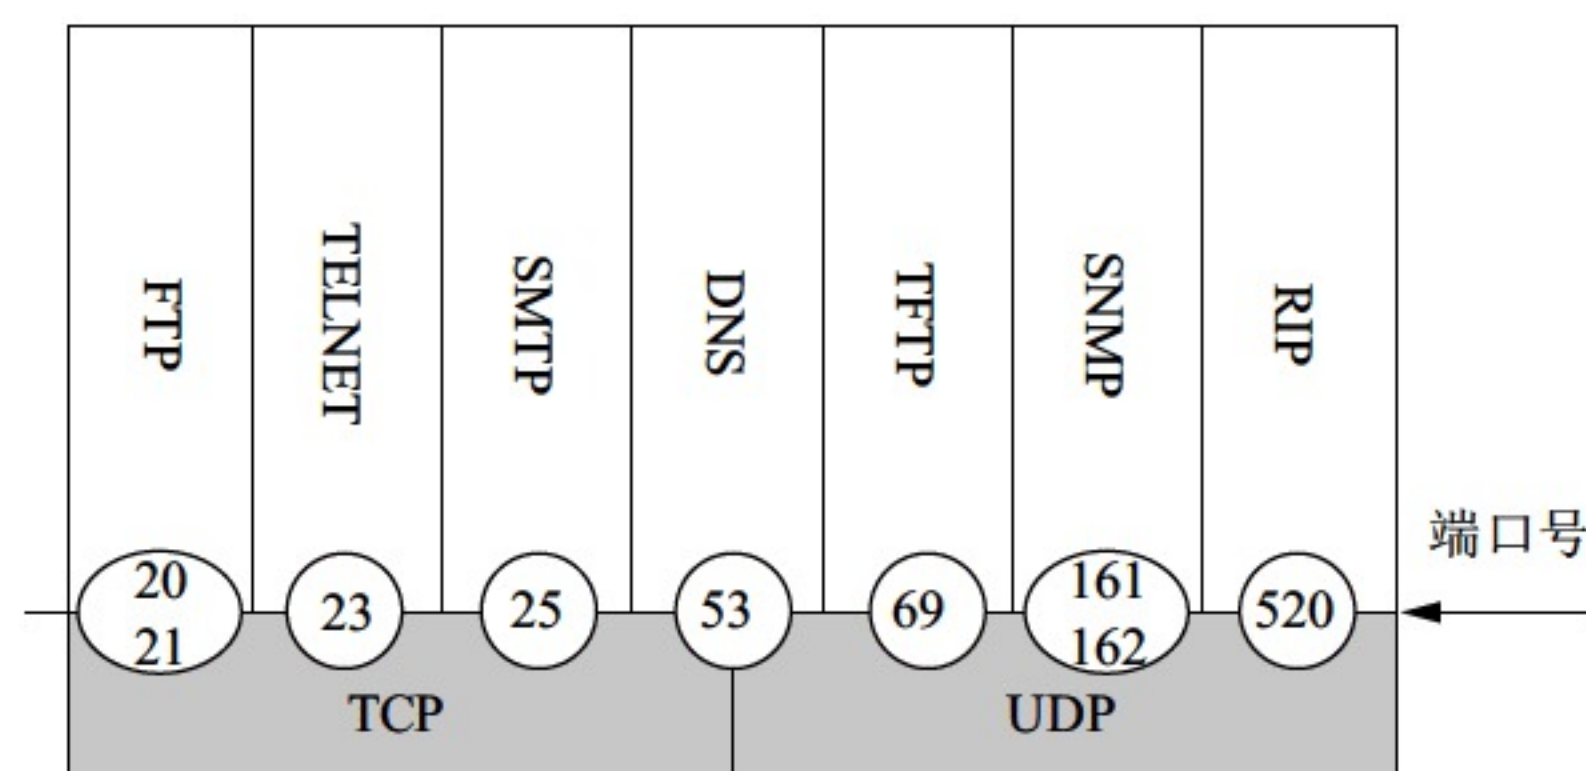 FTP
TELNET
SMTP
DNS
TFTP
SNMP
RIP
端口号
20
21
23
25
53
69
161
162
520
TCP
UDP